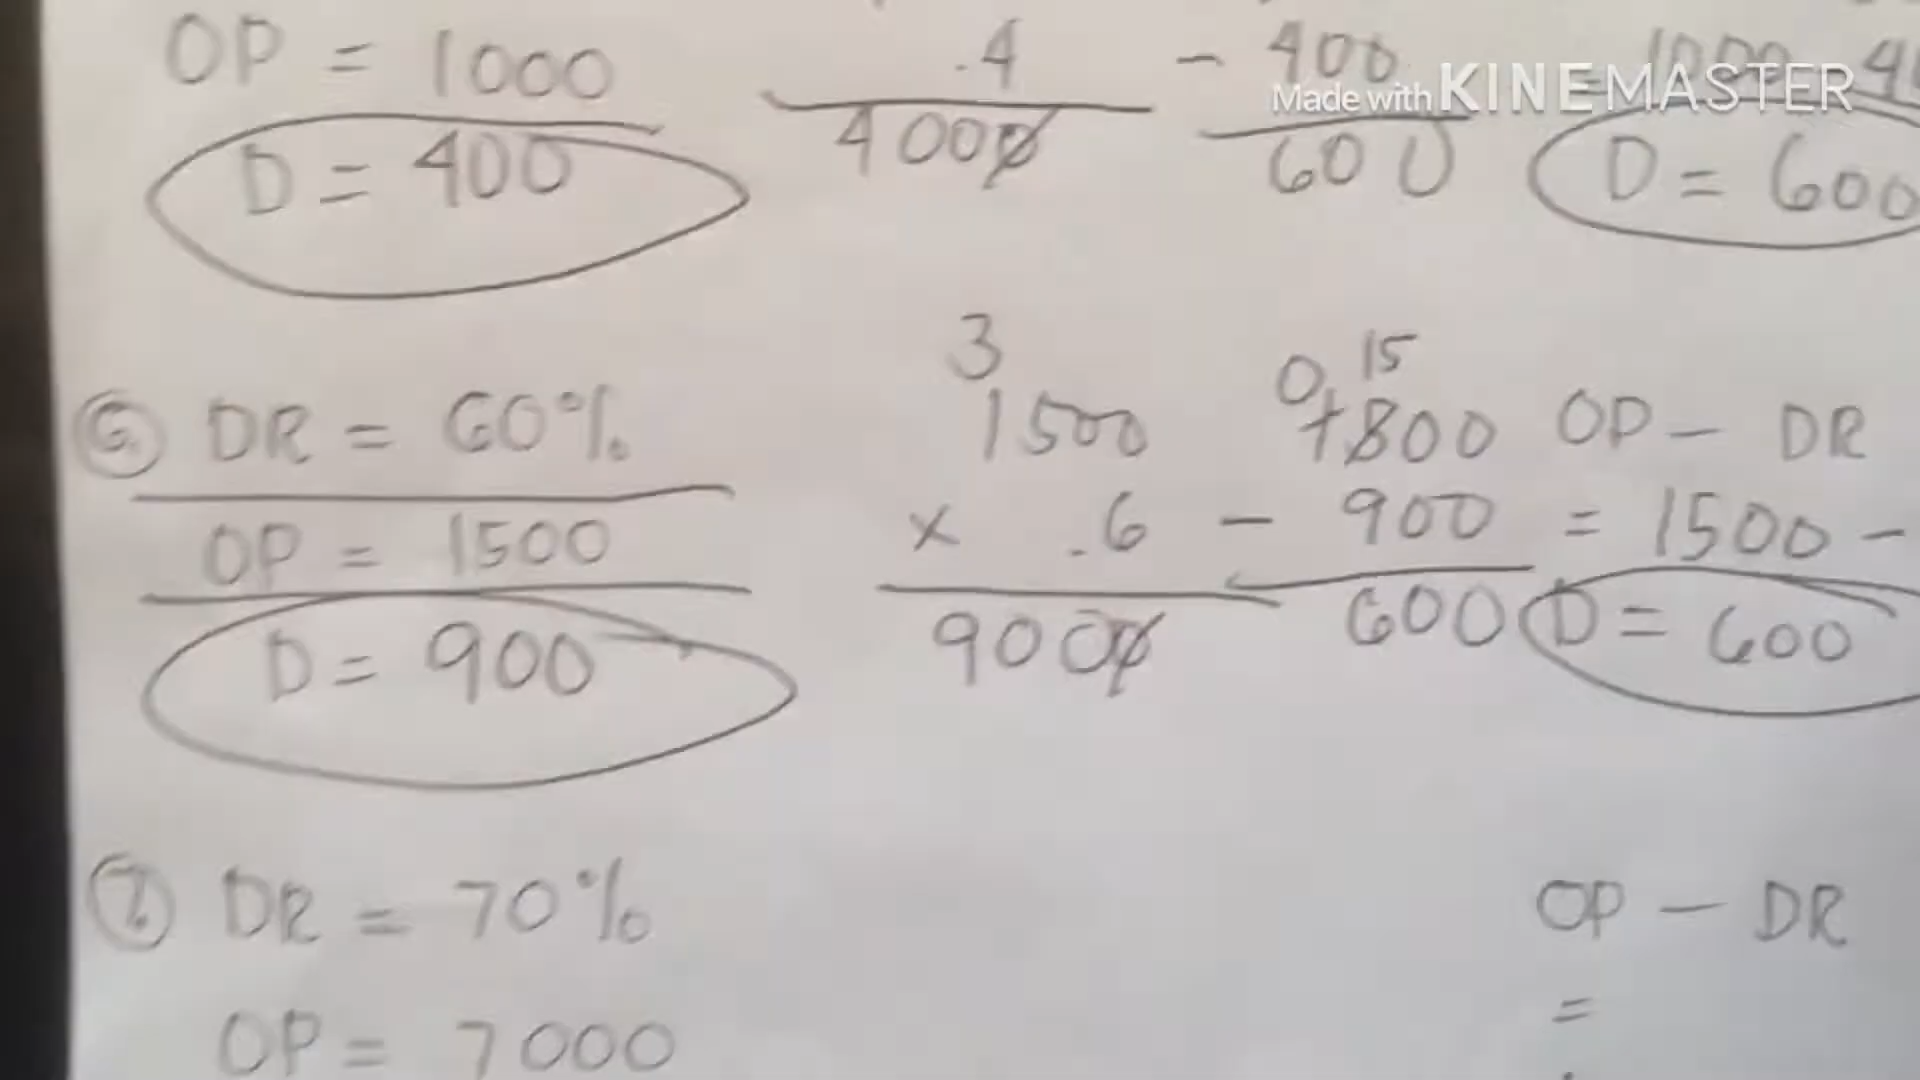 OP = 1000 .4 - 400
Made with KINEMASTER
D = 400 4000 600 D = 600
3 0 15
6. DR = 60% 1500 1800 OP - DR
OP = 1500 x .6 - 900 = 1500 -
D = 900 9000 600 D = 600
7. DR = 70% OP - DR
OP = 7000 =